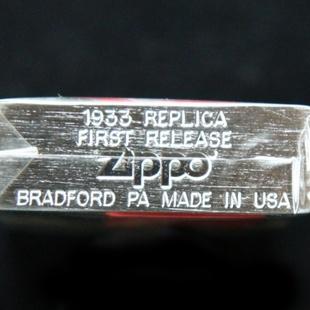 1933 REPLICA
FIRST RELEASE
Zippo
BRADFORD PA MADE IN USA